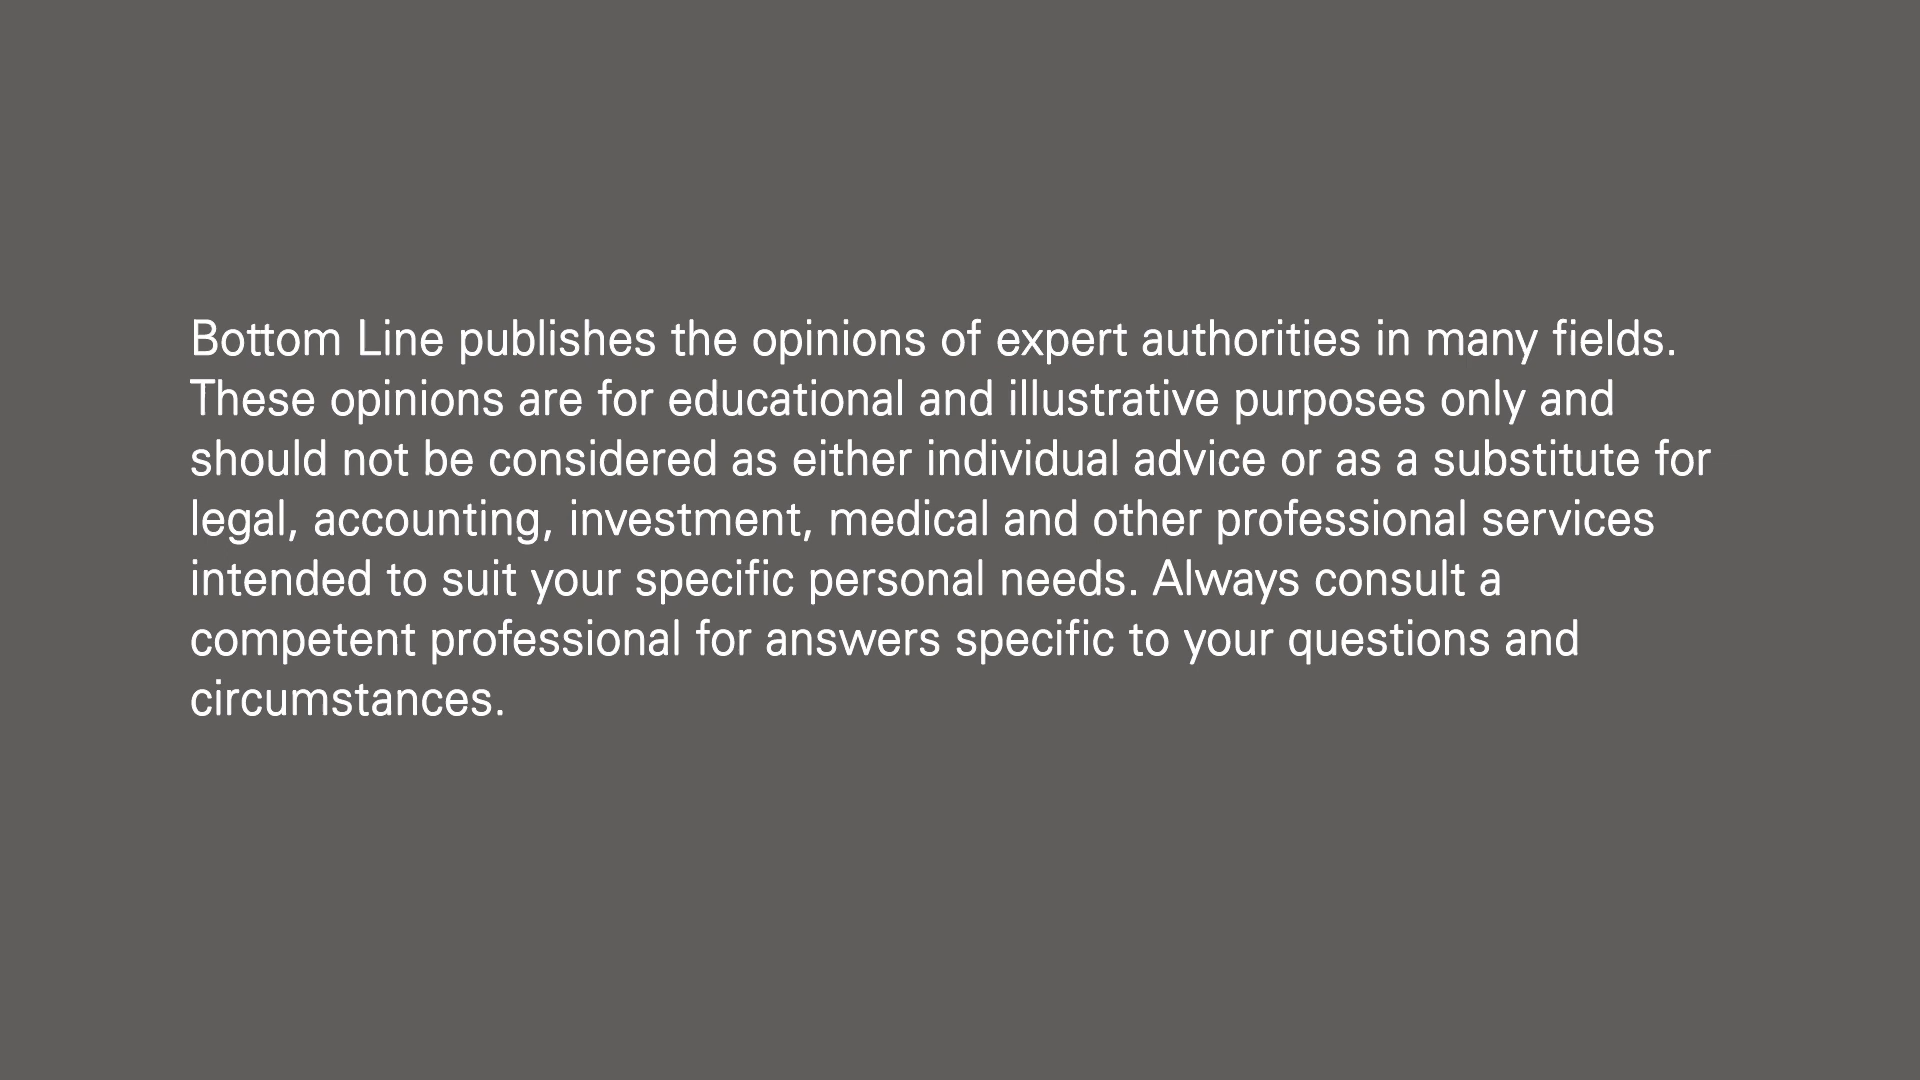 Bottom Line publishes the opinions of expert authorities in many fields.
These opinions are for educational and illustrative purposes only and
should not be considered as either individual advice or as a substitute for
legal, accounting, investment, medical and other professional services
intended to suit your specific personal needs. Always consult a
competent professional for answers specific to your questions and
circumstances.